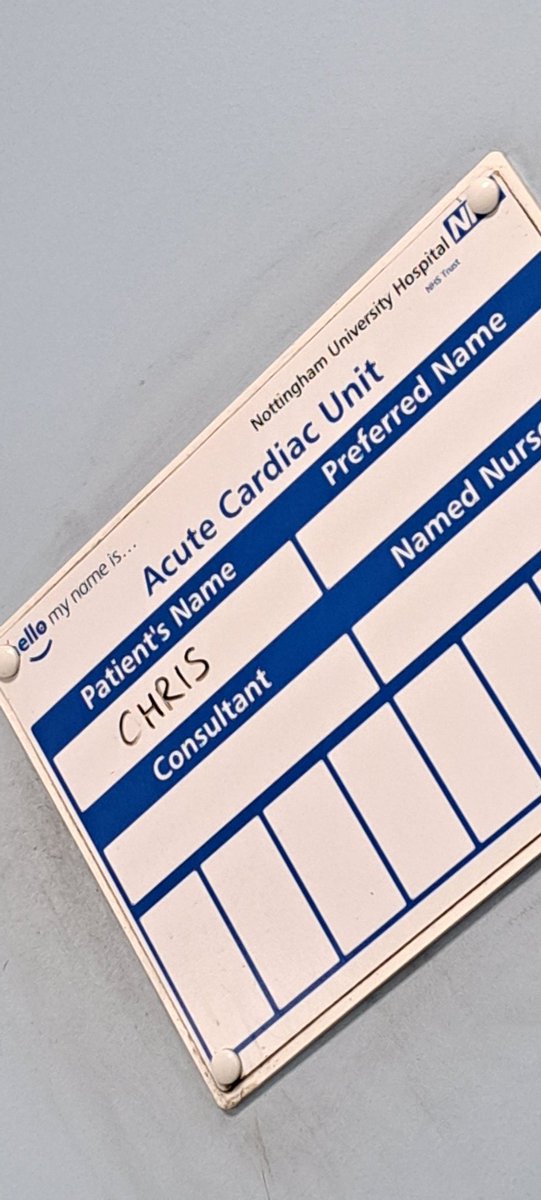 ello my name is...
Nottingham University Hospital
NHS Trust
Acute Cardiac Unit
Patient's Name Preferred Name
CHRIS
Consultant Named Nurse